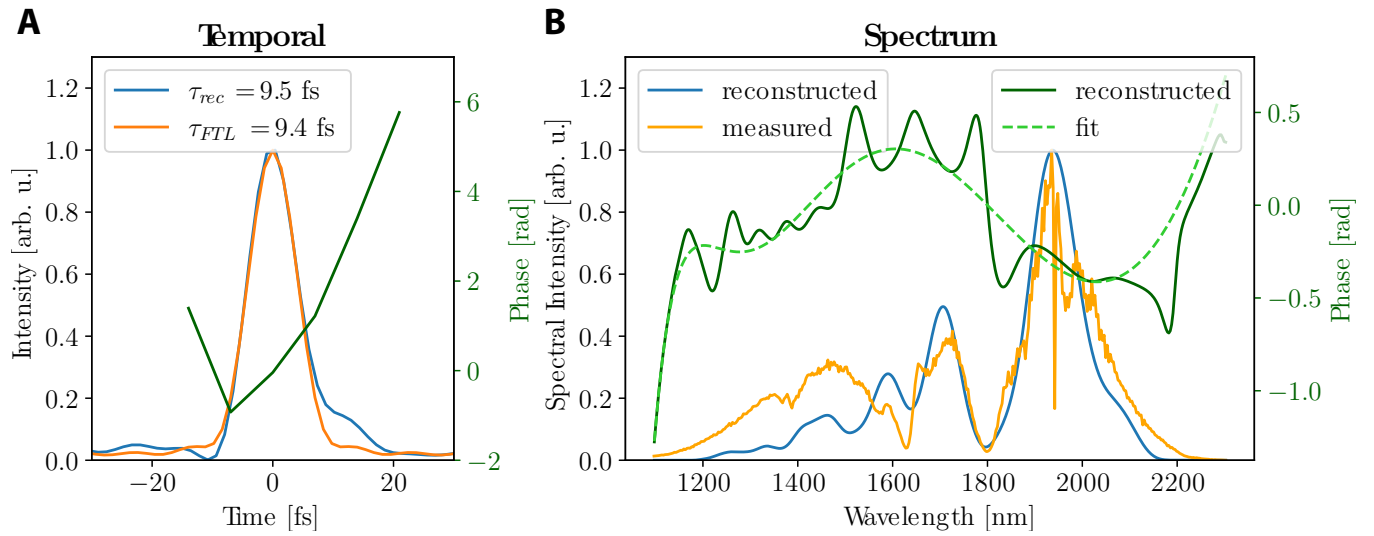 A
Temporal
τrec = 9.5 fs
τFTL = 9.4 fs
1.2
1.0
0.8
0.6
0.4
0.2
0.0
Intensity [arb. u.]
−20
0
20
Time [fs]
6
4
2
0
−2
Phase [rad]
B
Spectrum
reconstructed
measured
reconstructed
fit
1.2
1.0
0.8
0.6
0.4
0.2
0.0
Spectral Intensity [arb. u.]
1200
1400
1600
1800
2000
2200
Wavelength [nm]
0.5
0.0
−0.5
−1.0
Phase [rad]